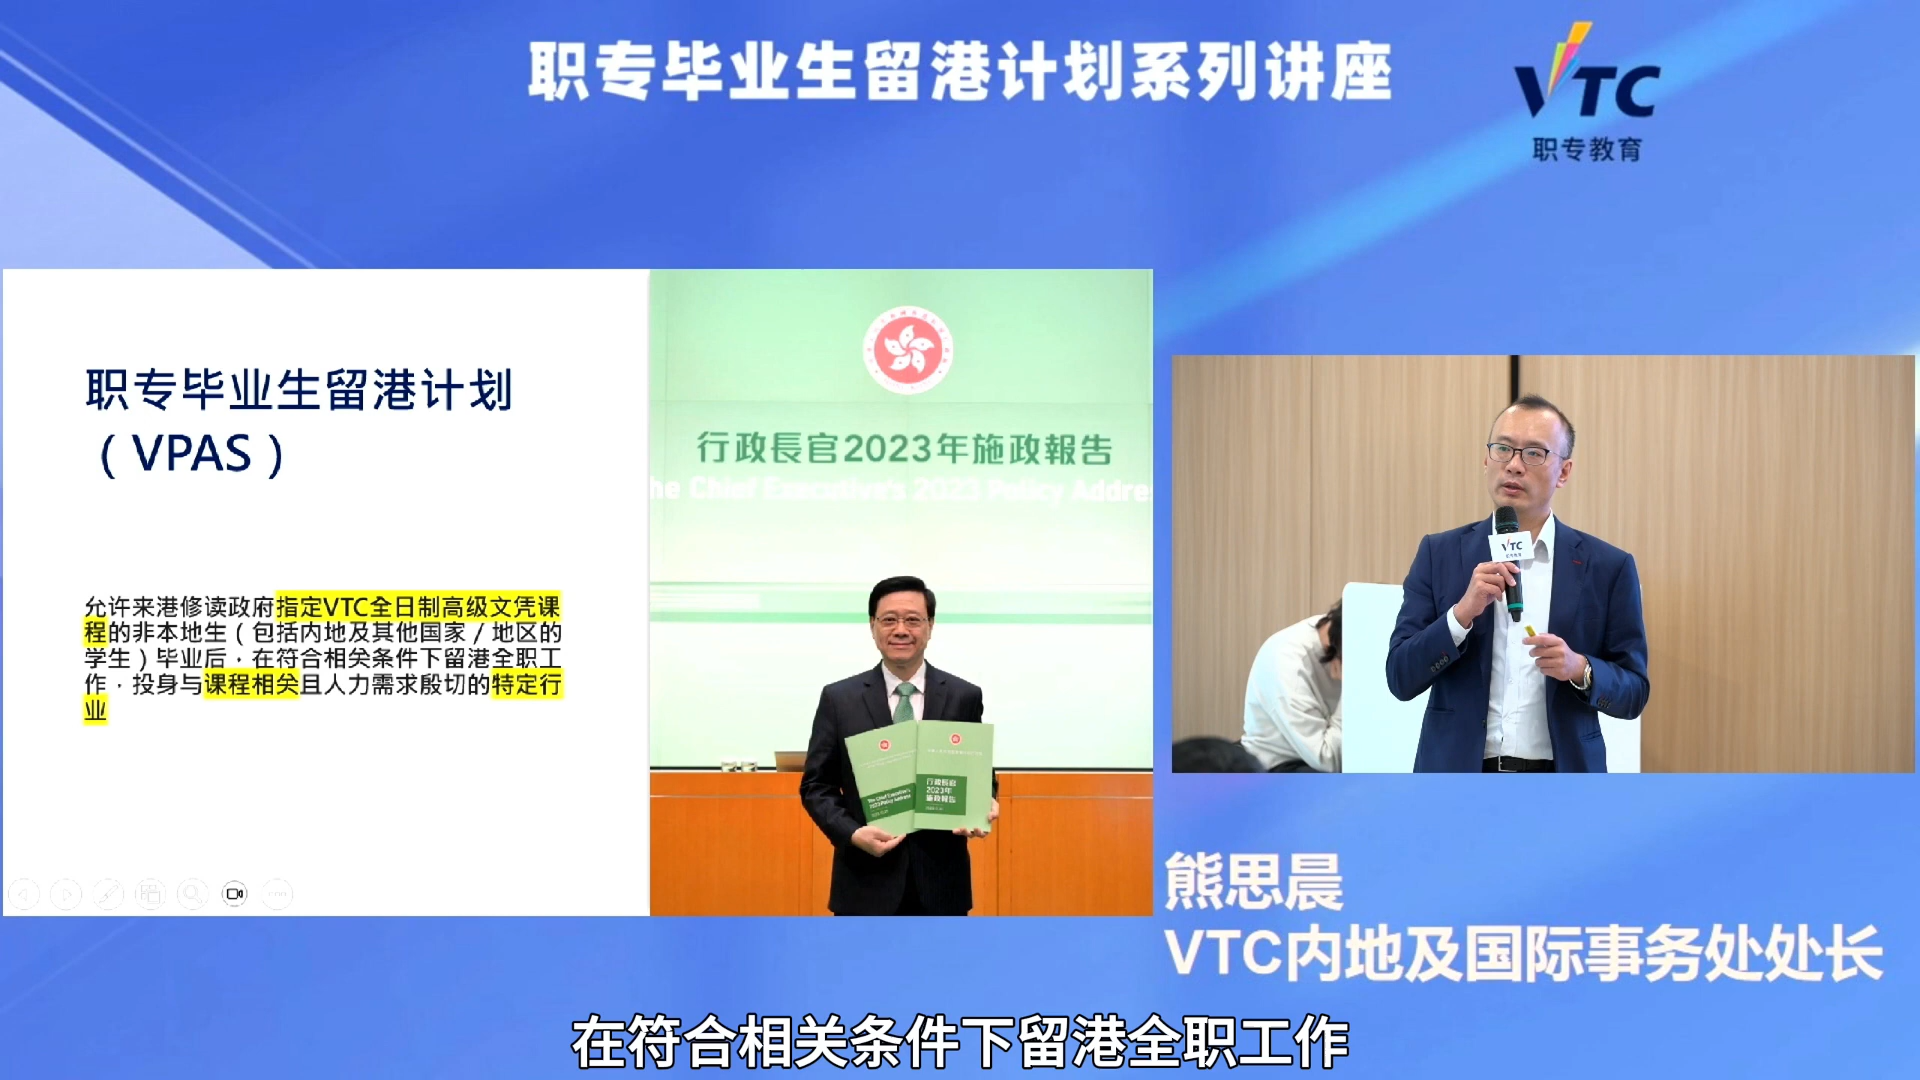 职专毕业生留港计划系列讲座
VTC
职专教育
职专毕业生留港计划
（VPAS）
允许来港修读政府指定VTC全日制高级文凭课
程的非本地生（包括内地及其他国家／地区的
学生）毕业后，在符合相关条件下留港全职工
作，投身与课程相关且人力需求殷切的特定行
业
行政長官2023年施政報告
he Chief Executive's 2023 Policy Addre
The Chief Executive's
2023 Policy Address
行政長官
2023年
施政報告
VTC
熊思晨
VTC内地及国际事务处处长
在符合相关条件下留港全职工作